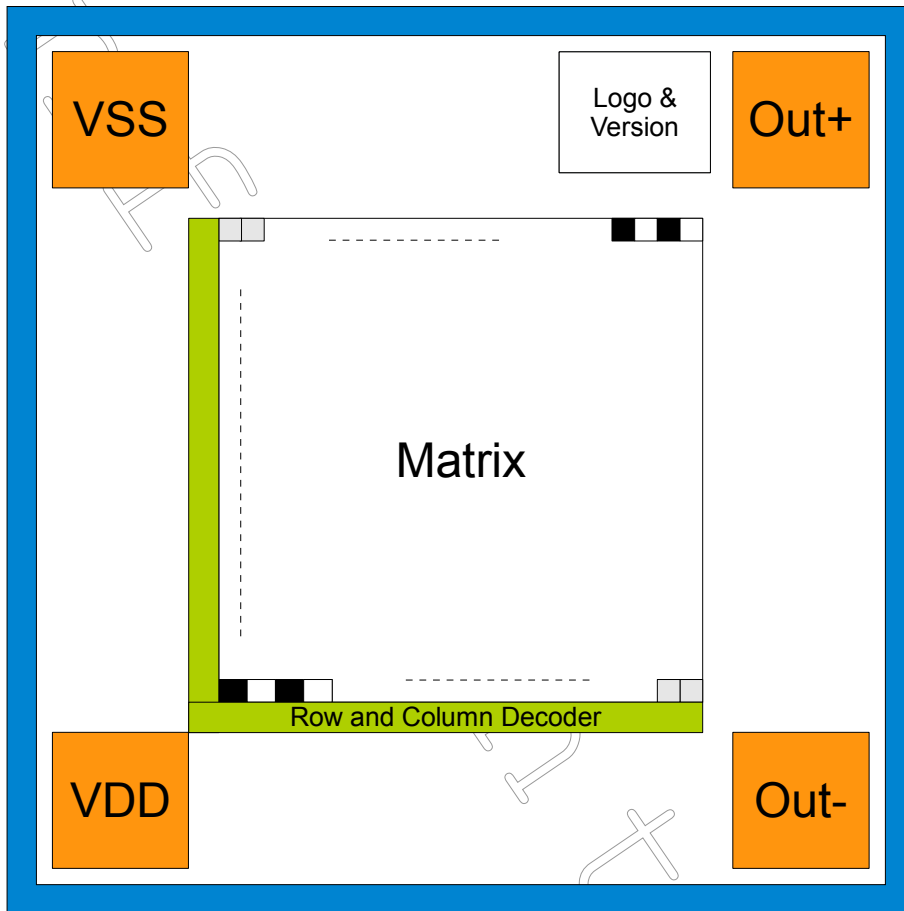 VSS
Logo &
Version
Out+
Matrix
Row and Column Decoder
VDD
Out-